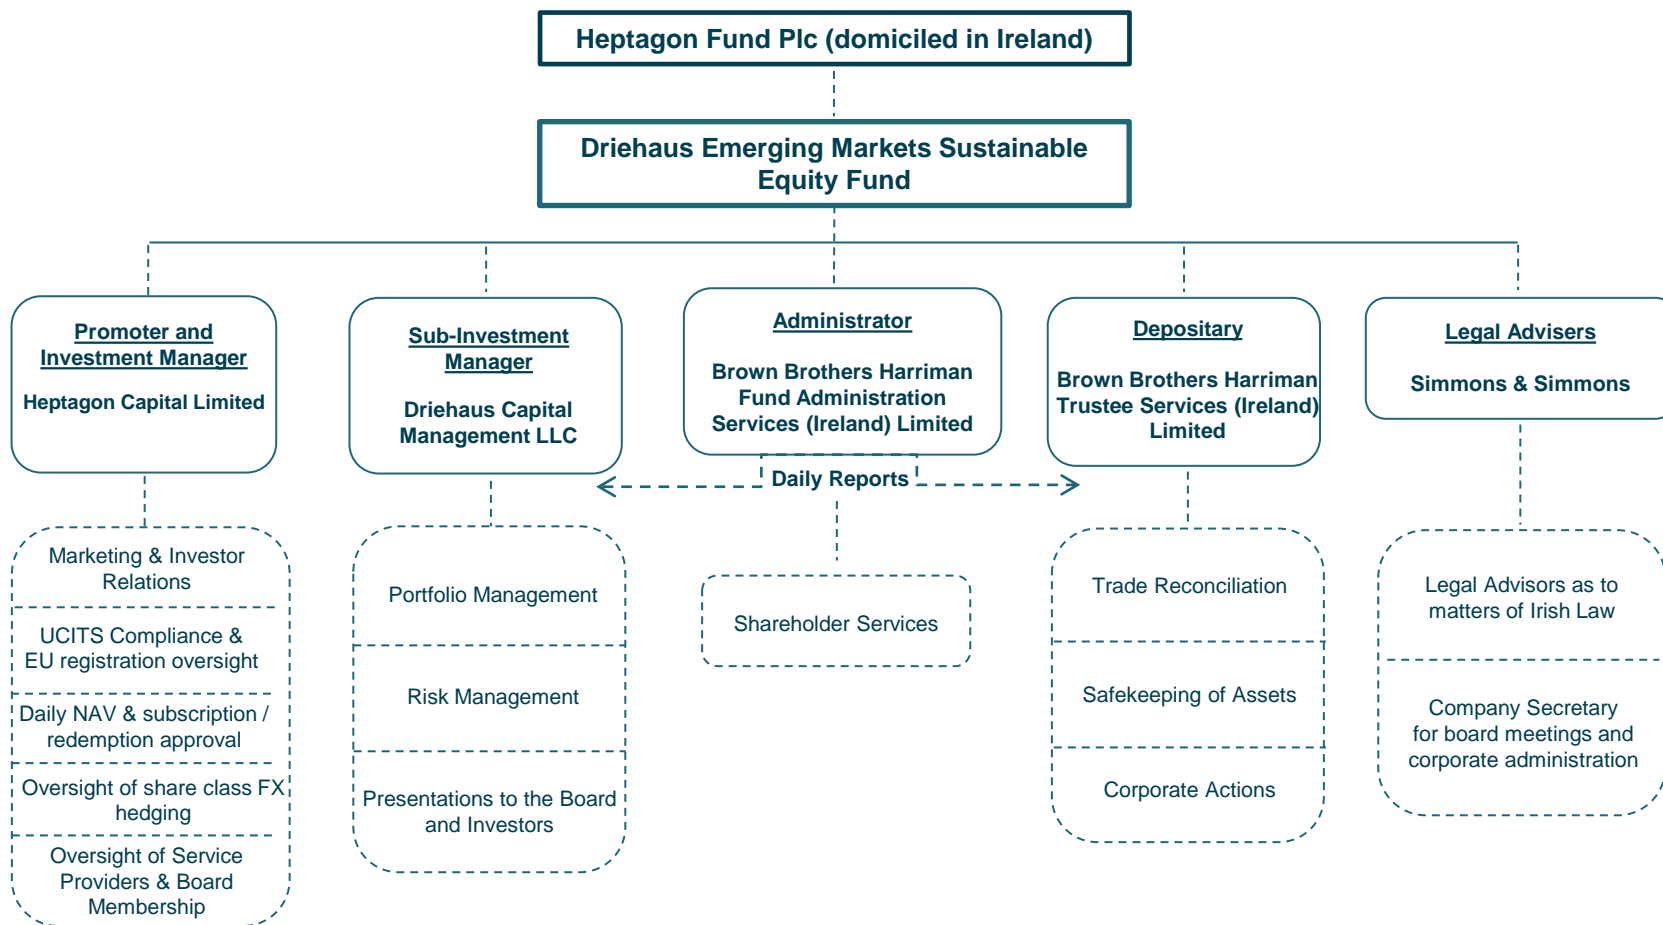 Heptagon Fund Plc (domiciled in Ireland)
Driehaus Emerging Markets Sustainable
Equity Fund
Promoter and
Investment Manager
Heptagon Capital Limited
Sub-Investment
Manager
Driehaus Capital
Management LLC
Administrator
Brown Brothers Harriman
Fund Administration
Services (Ireland) Limited
Depositary
Brown Brothers Harriman
Trustee Services (Ireland)
Limited
Legal Advisers
Simmons & Simmons
Daily Reports
Marketing & Investor
Relations
UCITS Compliance &
EU registration oversight
Daily NAV & subscription /
redemption approval
Oversight of share class FX
hedging
Oversight of Service
Providers & Board
Membership
Portfolio Management
Risk Management
Presentations to the Board
and Investors
Shareholder Services
Trade Reconciliation
Safekeeping of Assets
Corporate Actions
Legal Advisors as to
matters of Irish Law
Company Secretary
for board meetings and
corporate administration